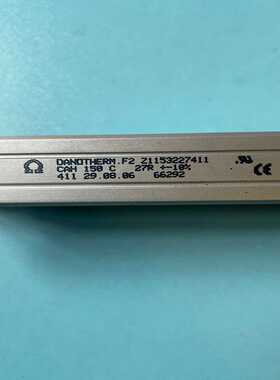 DANOTHERM.F2 Z1153227411
CAH 150 C 27R +-10%
411 29.08.06 66292